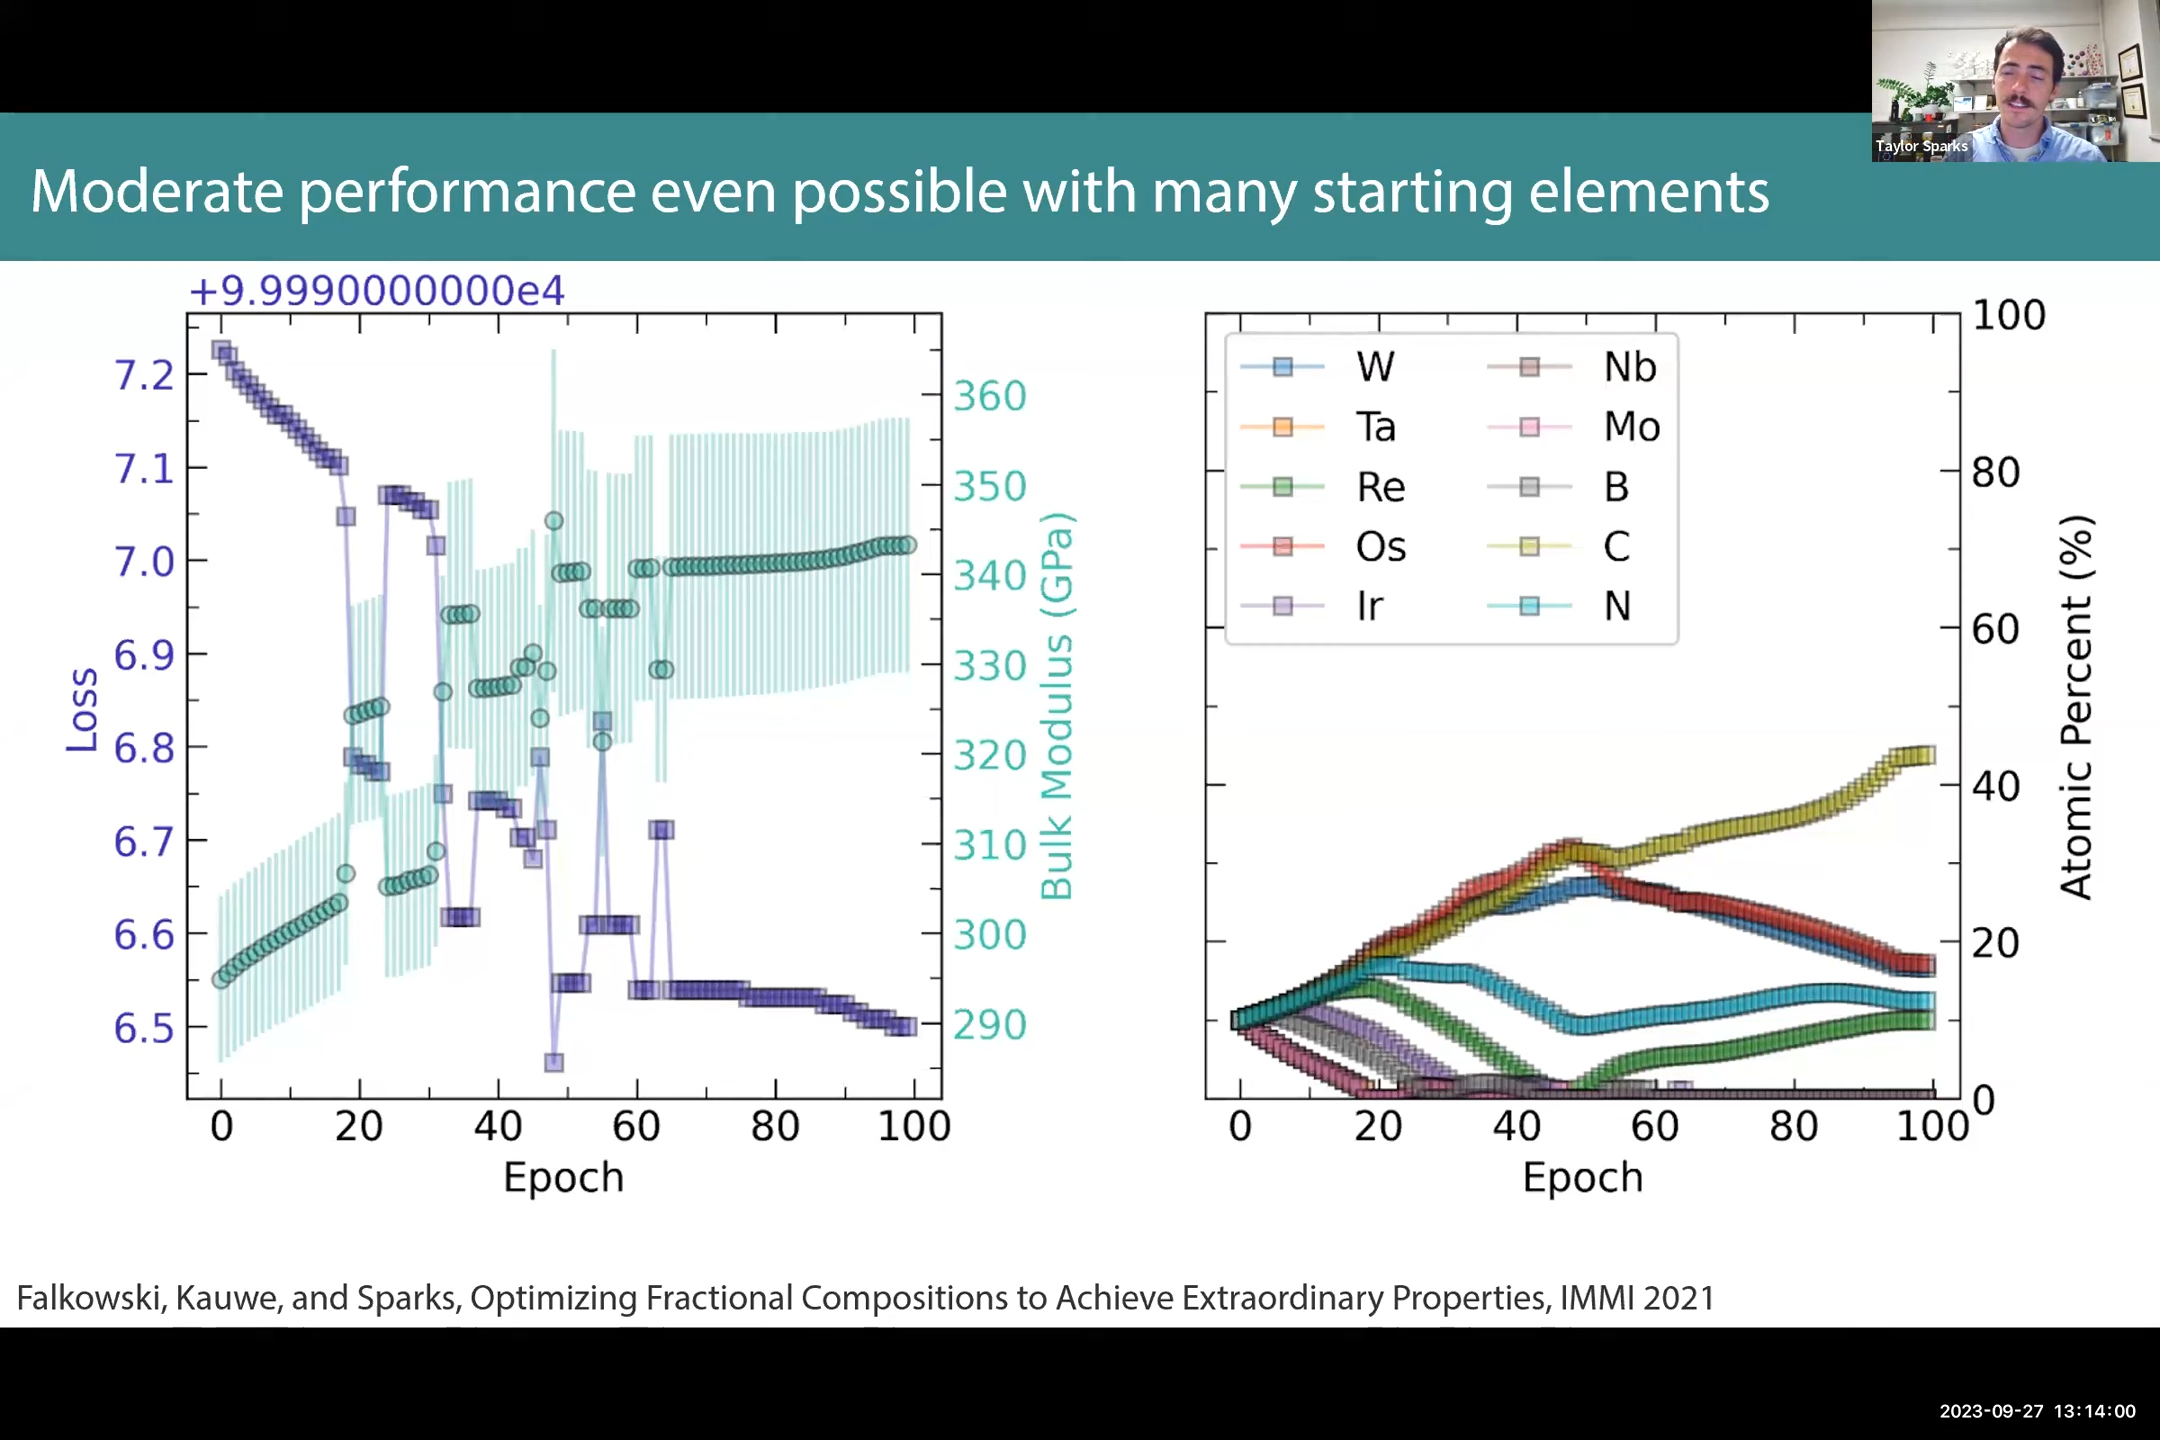 Taylor Sparks
Moderate performance even possible with many starting elements
+9.9990000000e4
7.2
7.1
7.0
6.9
6.8
6.7
6.6
6.5
Loss
360
350
340
330
320
310
300
290
Bulk Modulus (GPa)
0 20 40 60 80 100
Epoch
W Nb
Ta Mo
Re B
Os C
Ir N
100
80
60
40
20
0
Atomic Percent (%)
0 20 40 60 80 100
Epoch
Falkowski, Kauwe, and Sparks, Optimizing Fractional Compositions to Achieve Extraordinary Properties, IMMI 2021
2023-09-27 13:14:00